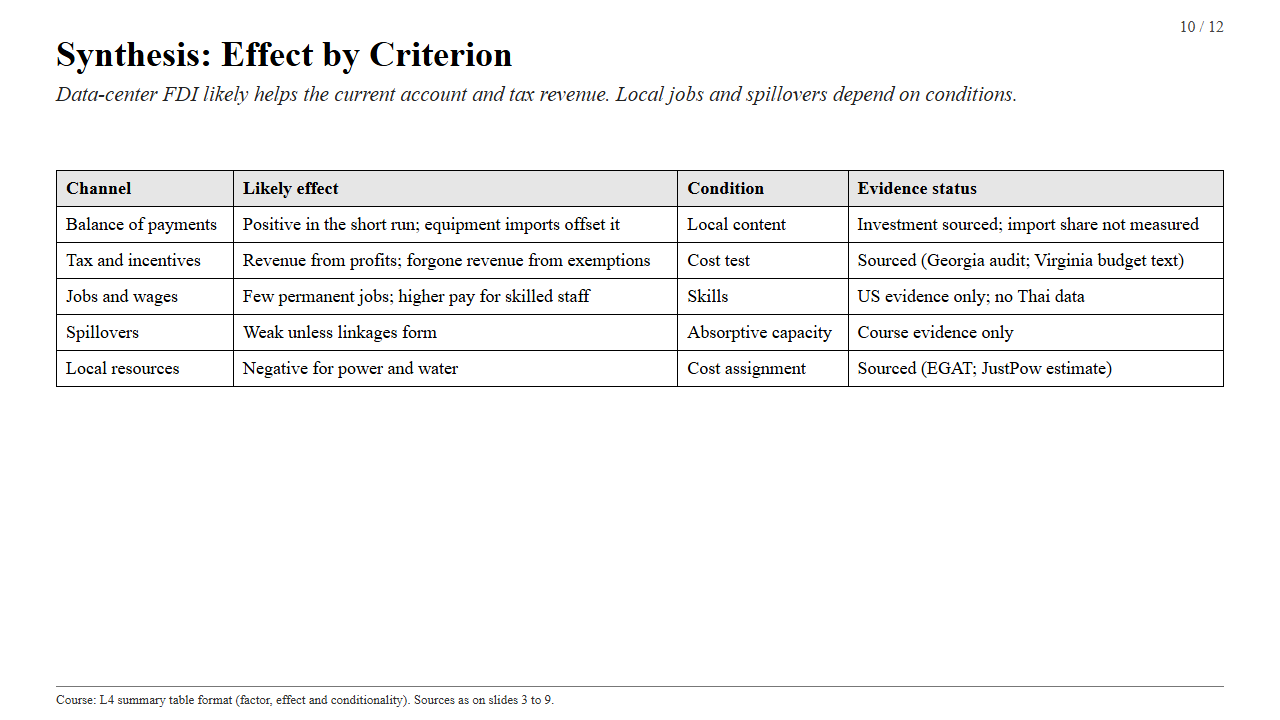 10 / 12
Synthesis: Effect by Criterion
Data-center FDI likely helps the current account and tax revenue. Local jobs and spillovers depend on conditions.
Channel Likely effect Condition Evidence status
Balance of payments Positive in the short run; equipment imports offset it Local content Investment sourced; import share not measured
Tax and incentives Revenue from profits; forgone revenue from exemptions Cost test Sourced (Georgia audit; Virginia budget text)
Jobs and wages Few permanent jobs; higher pay for skilled staff Skills US evidence only; no Thai data
Spillovers Weak unless linkages form Absorptive capacity Course evidence only
Local resources Negative for power and water Cost assignment Sourced (EGAT; JustPow estimate)
Course: L4 summary table format (factor, effect and conditionality). Sources as on slides 3 to 9.